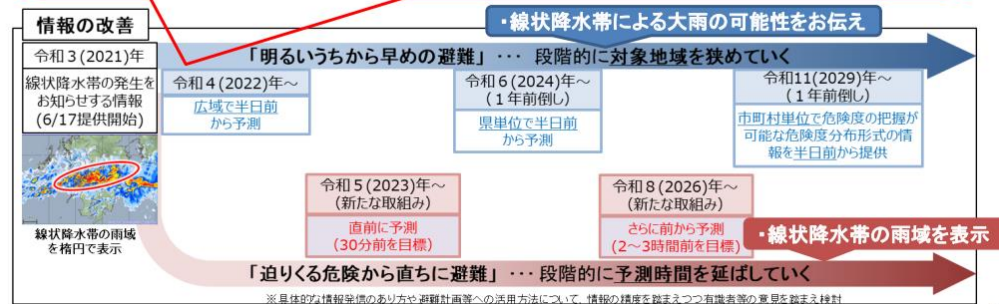 ・線状降水帯による大雨の可能性をお伝え
情報の改善
令和3(2021)年
線状降水帯の発生を
お知らせする情報
(6/17提供開始)
線状降水帯の雨域
を楕円で表示
「明るいうちから早めの避難」・・・ 段階的に対象地域を狭めていく
令和4(2022)年~
広域で半日前
から予測
令和6(2024)年~
(1年前倒し)
県単位で半日前
から予測
令和11(2029)年~
(1年前倒し)
市町村単位で危険度の把握が
可能な危険度分布形式の情
報を半日前から提供
令和5(2023)年~
(新たな取組み)
直前に予測
(30分前を目標)
令和8(2026)年~
(新たな取組み)
さらに前から予測
(2~3時間前を目標)
・線状降水帯の雨域を表示
「迫りくる危険から直ちに避難」・・・ 段階的に予測時間を延ばしていく
※具体的な情報発信のあり方や避難計画等への活用方法について、情報の精度を踏まえつつ有識者等の意見を踏まえ検討